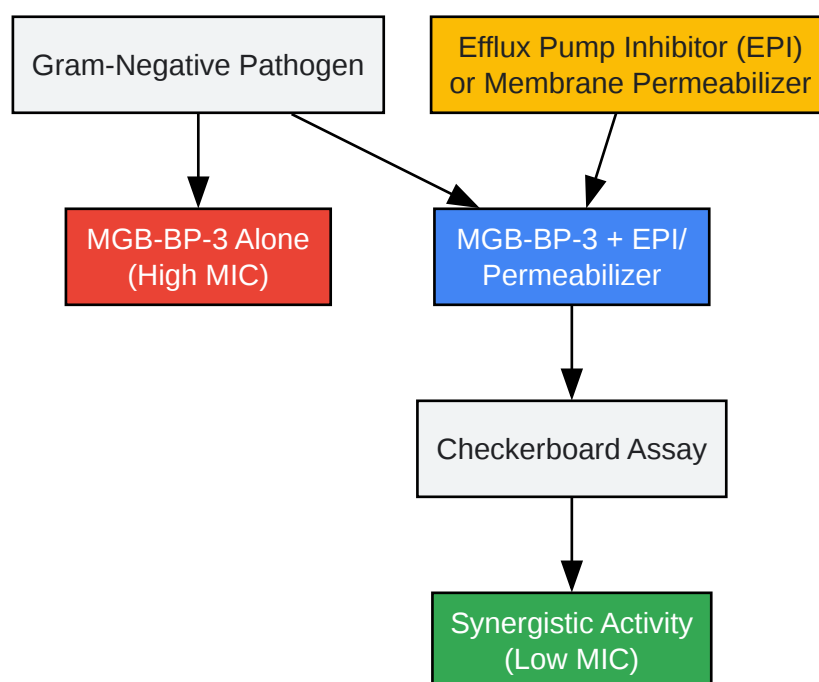 Gram-Negative Pathogen
Efflux Pump Inhibitor (EPI)
or Membrane Permeabilizer
MGB-BP-3 Alone
(High MIC)
MGB-BP-3 + EPI/
Permeabilizer
Checkerboard Assay
Synergistic Activity
(Low MIC)